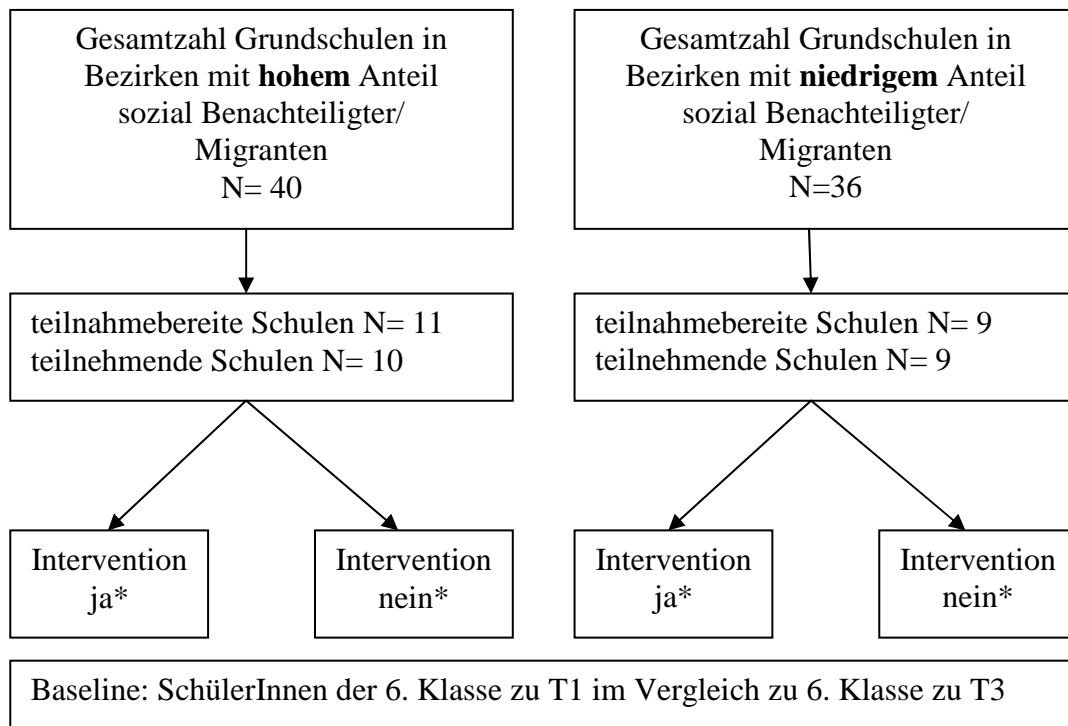 Gesamtzahl Grundschulen in
Bezirken mit hohem Anteil
sozial Benachteiligter/
Migranten
N= 40
Gesamtzahl Grundschulen in
Bezirken mit niedrigem Anteil
sozial Benachteiligter/
Migranten
N=36
teilnahmebereite Schulen N= 11
teilnehmende Schulen N= 10
teilnahmebereite Schulen N= 9
teilnehmende Schulen N= 9
Intervention
ja*
Intervention
nein*
Intervention
ja*
Intervention
nein*
Baseline: SchülerInnen der 6. Klasse zu T1 im Vergleich zu 6. Klasse zu T3